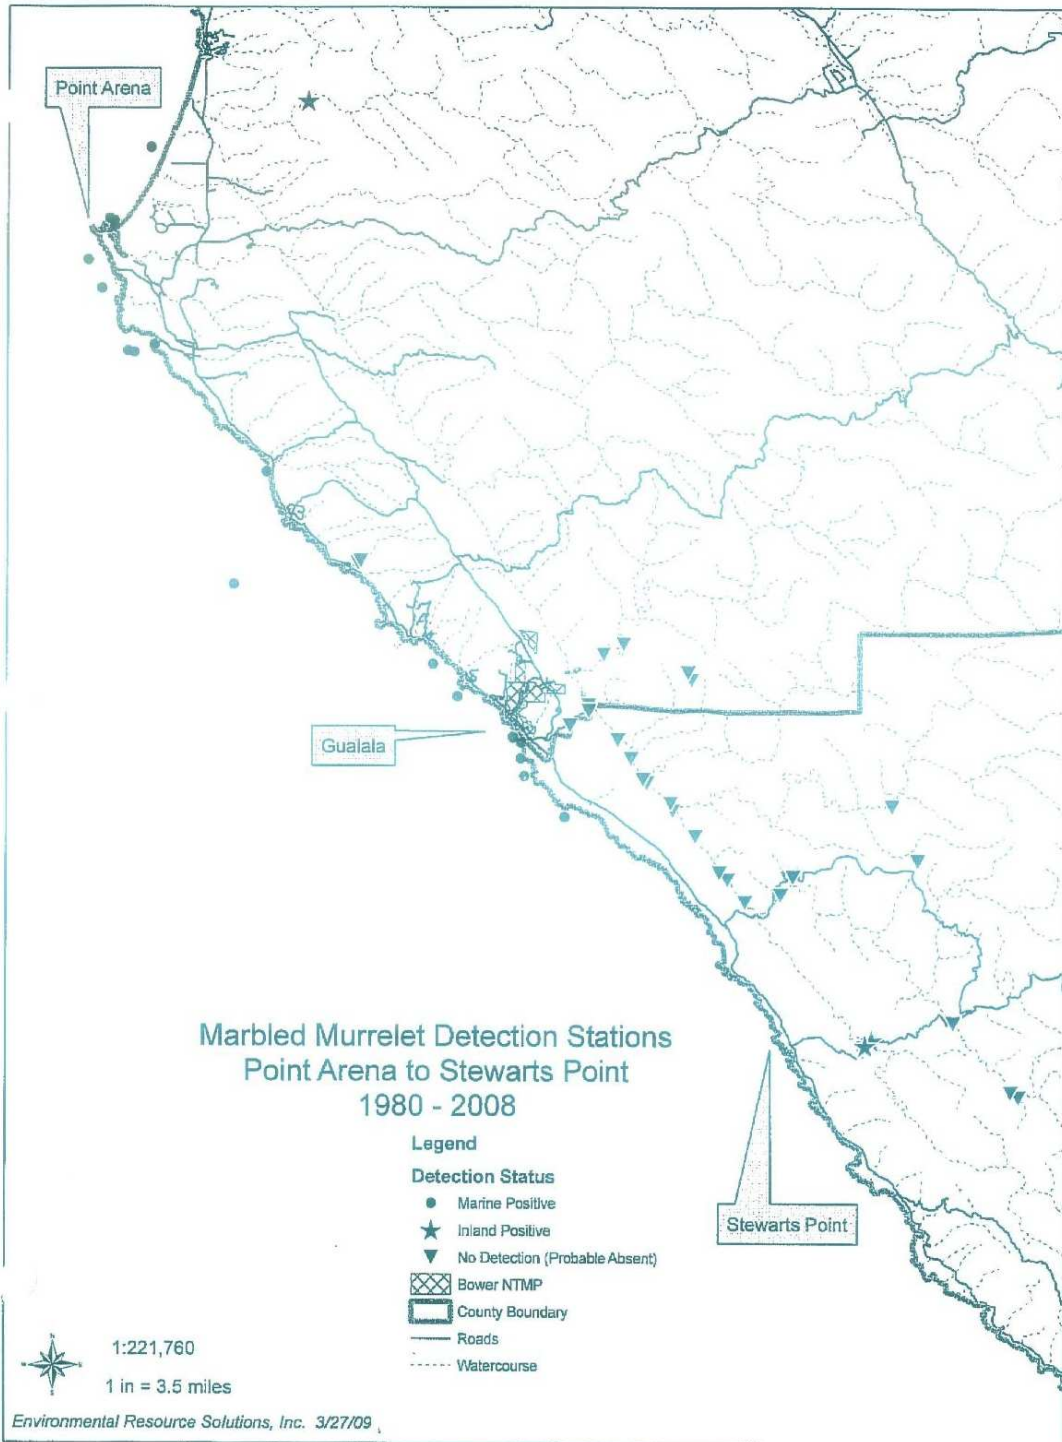 Point Arena
Gualala
Marbled Murrelet Detection Stations
Point Arena to Stewarts Point
1980 - 2008
Legend
Detection Status
Marine Positive
Inland Positive
No Detection (Probable Absent)
Bower NTMP
County Boundary
Roads
Watercourse
Stewarts Point
1:221,760
1 in = 3.5 miles
Environmental Resource Solutions, Inc. 3/27/09